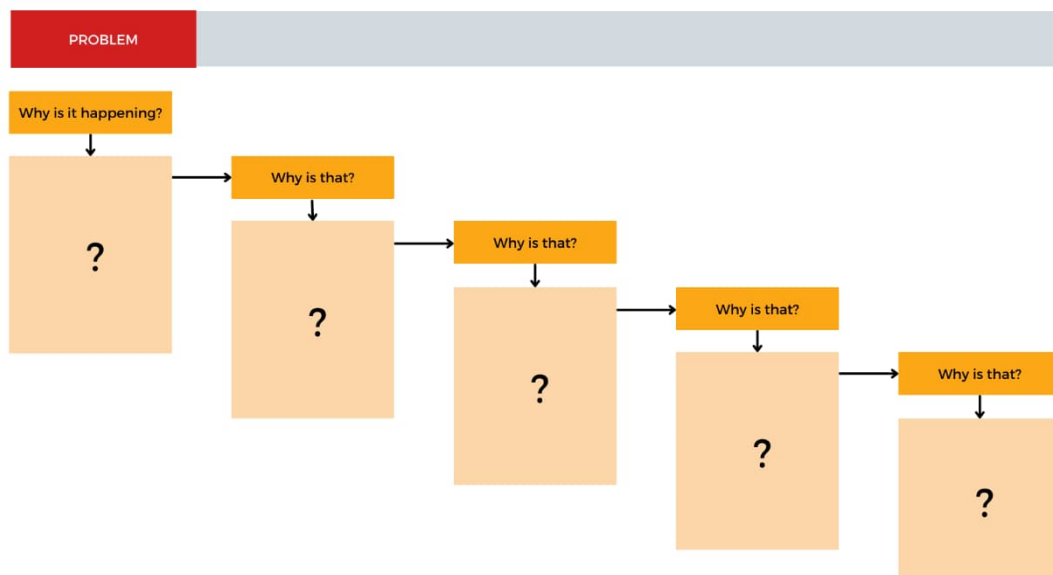 PROBLEM
Why is it happening?
?
Why is that?
?
Why is that?
?
Why is that?
?
Why is that?
?